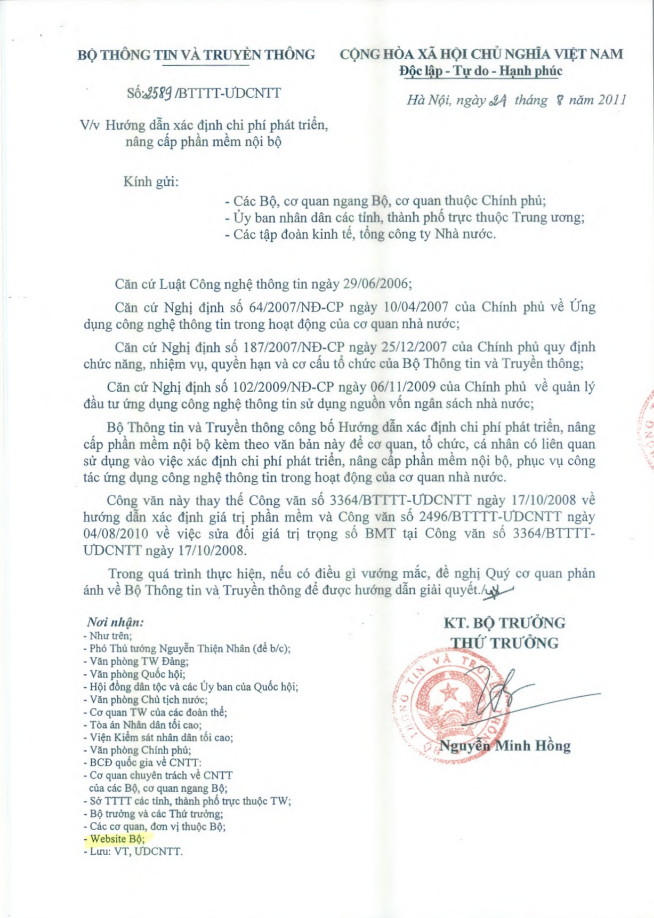 BỘ THÔNG TIN VÀ TRUYỀN THÔNG
CỘNG HÒA XÃ HỘI CHỦ NGHĨA VIỆT NAM
Độc lập - Tự do - Hạnh phúc
Số:2589/BTTTT-ƯDCNTT
Hà Nội, ngày 24 tháng 8 năm 2011
V/v Hướng dẫn xác định chi phí phát triển,
nâng cấp phần mềm nội bộ
Kính gửi:
- Các Bộ, cơ quan ngang Bộ, cơ quan thuộc Chính phủ;
- Ủy ban nhân dân các tỉnh, thành phố trực thuộc Trung ương;
- Các tập đoàn kinh tế, tổng công ty Nhà nước.
Căn cứ Luật Công nghệ thông tin ngày 29/06/2006;
Căn cứ Nghị định số 64/2007/NĐ-CP ngày 10/04/2007 của Chính phủ về Ứng
dụng công nghệ thông tin trong hoạt động của cơ quan nhà nước;
Căn cứ Nghị định số 187/2007/NĐ-CP ngày 25/12/2007 của Chính phủ quy định
chức năng, nhiệm vụ, quyền hạn và cơ cấu tổ chức của Bộ Thông tin và Truyền thông;
Căn cứ Nghị định số 102/2009/NĐ-CP ngày 06/11/2009 của Chính phủ về quản lý
đầu tư ứng dụng công nghệ thông tin sử dụng nguồn vốn ngân sách nhà nước;
Bộ Thông tin và Truyền thông công bố Hướng dẫn xác định chi phí phát triển, nâng
cấp phần mềm nội bộ kèm theo văn bản này để cơ quan, tổ chức, cá nhân có liên quan
sử dụng vào việc xác định chi phí phát triển, nâng cấp phần mềm nội bộ, phục vụ công
tác ứng dụng công nghệ thông tin trong hoạt động của cơ quan nhà nước.
Công văn này thay thế Công văn số 3364/BTTTT-ƯDCNTT ngày 17/10/2008 về
hướng dẫn xác định giá trị phần mềm và Công văn số 2496/BTTTT-ƯDCNTT ngày
04/08/2010 về việc sửa đổi giá trị trọng số BMT tại Công văn số 3364/BTTTT-
ƯDCNTT ngày 17/10/2008.
Trong quá trình thực hiện, nếu có điều gì vướng mắc, đề nghị Quý cơ quan phản
ánh về Bộ Thông tin và Truyền thông để được hướng dẫn giải quyết./.
Nơi nhận:
- Như trên;
- Phó Thủ tướng Nguyễn Thiện Nhân (để b/c);
- Văn phòng TW Đảng;
- Văn phòng Quốc hội;
- Hội đồng dân tộc và các Ủy ban của Quốc hội;
- Văn phòng Chủ tịch nước;
- Cơ quan TW của các đoàn thể;
- Tòa án Nhân dân tối cao;
- Viện Kiểm sát nhân dân tối cao;
- Văn phòng Chính phủ;
- BCĐ quốc gia về CNTT:
- Cơ quan chuyên trách về CNTT
của các Bộ, cơ quan ngang Bộ;
- Sở TTTT các tỉnh, thành phố trực thuộc TW;
- Bộ trưởng và các Thứ trưởng;
- Các cơ quan, đơn vị thuộc Bộ;
- Website Bộ;
- Lưu: VT, ƯDCNTT.
KT. BỘ TRƯỞNG
THỨ TRƯỞNG
Nguyễn Minh Hồng